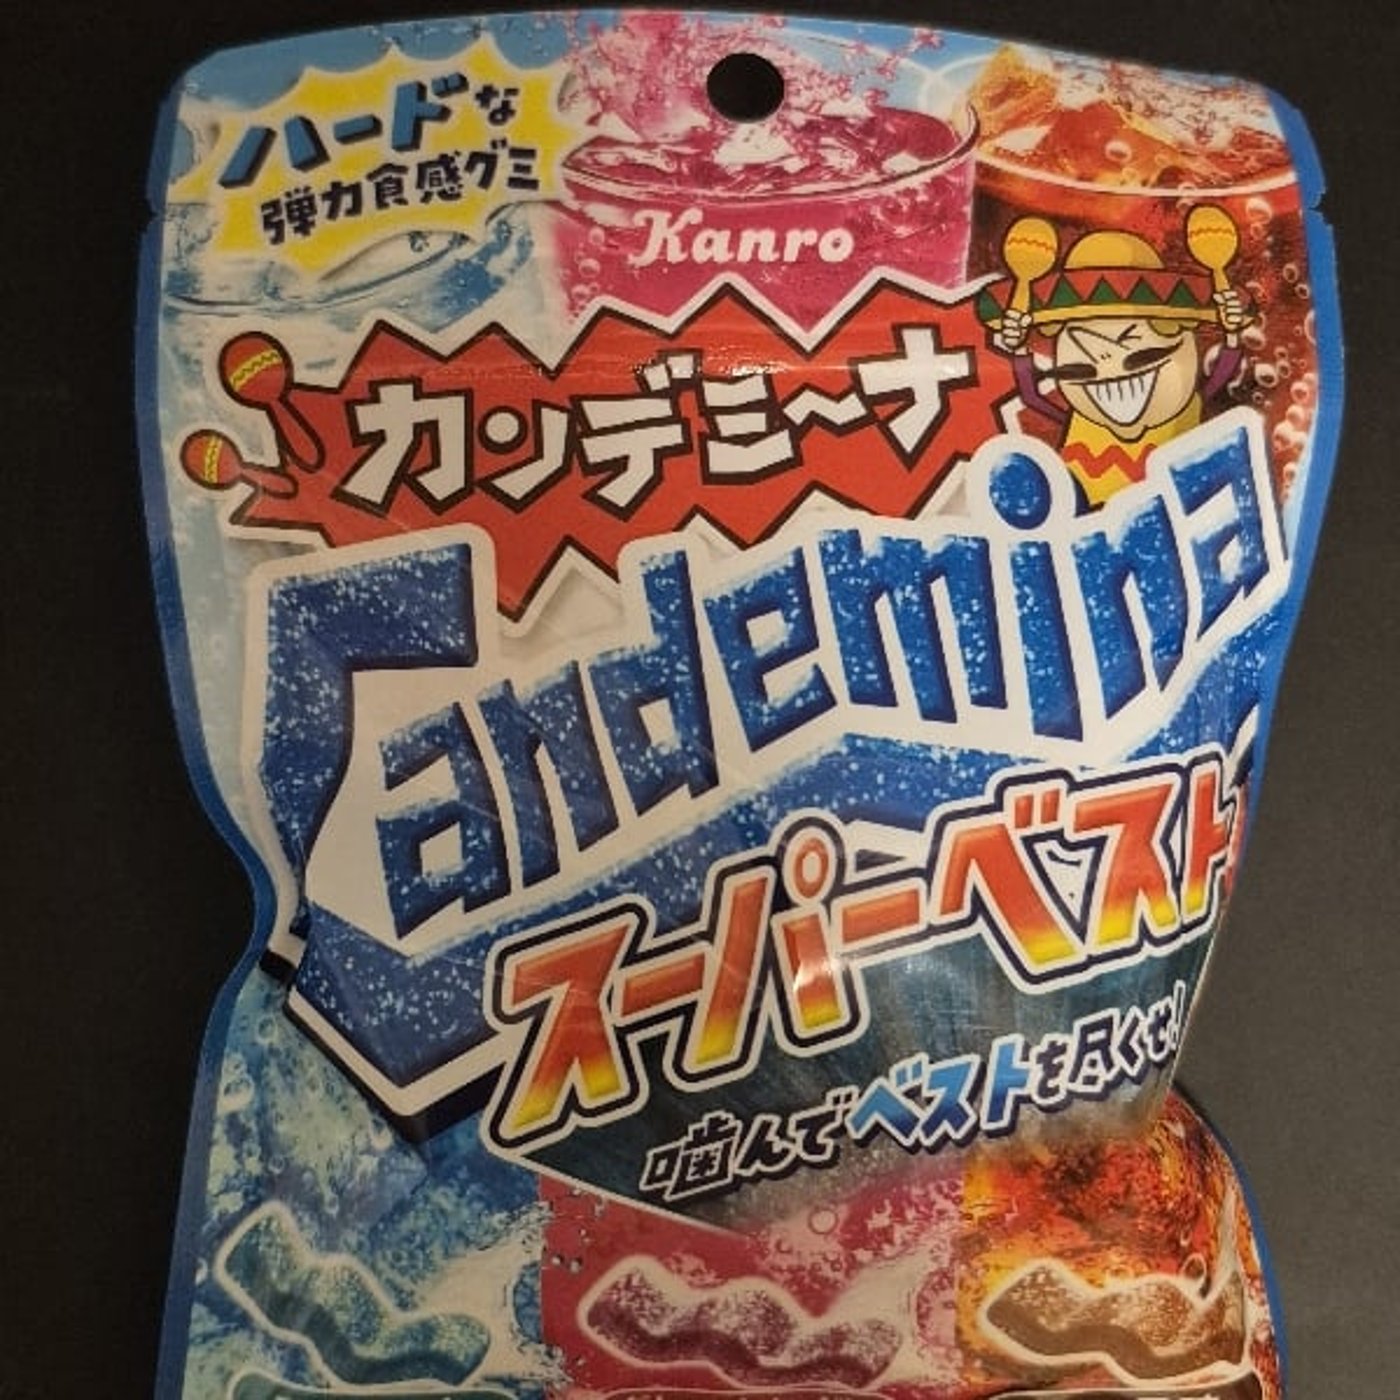 ハードな
弾力食感グミ
Kanro
カンデミ〜ナ
Candemina
スーパーベスト
噛んでベストを尽くせ!